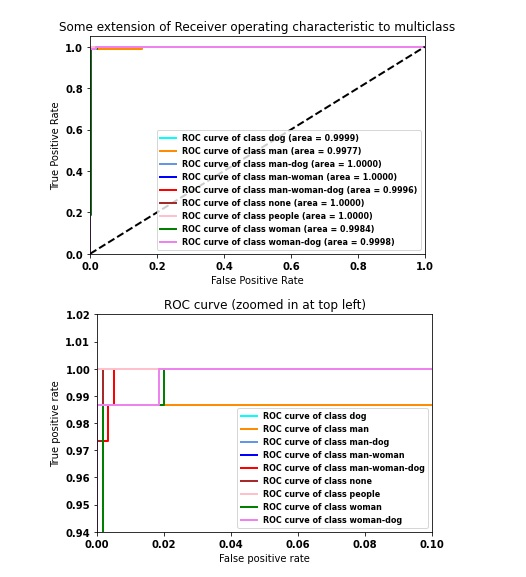 Some extension of Receiver operating characteristic to multiclass
1.0
0.8
0.6
0.4
0.2
0.0
True Positive Rate
ROC curve of class dog (area = 0.9999)
ROC curve of class man (area = 0.9977)
ROC curve of class man-dog (area = 1.0000)
ROC curve of class man-woman (area = 1.0000)
ROC curve of class man-woman-dog (area = 0.9996)
ROC curve of class none (area = 1.0000)
ROC curve of class people (area = 1.0000)
ROC curve of class woman (area = 0.9984)
ROC curve of class woman-dog (area = 0.9998)
0.0 0.2 0.4 0.6 0.8 1.0
False Positive Rate
ROC curve (zoomed in at top left)
1.02
1.01
1.00
0.99
0.98
0.97
0.96
0.95
0.94
True positive rate
ROC curve of class dog
ROC curve of class man
ROC curve of class man-dog
ROC curve of class man-woman
ROC curve of class man-woman-dog
ROC curve of class none
ROC curve of class people
ROC curve of class woman
ROC curve of class woman-dog
0.00 0.02 0.04 0.06 0.08 0.10
False positive rate